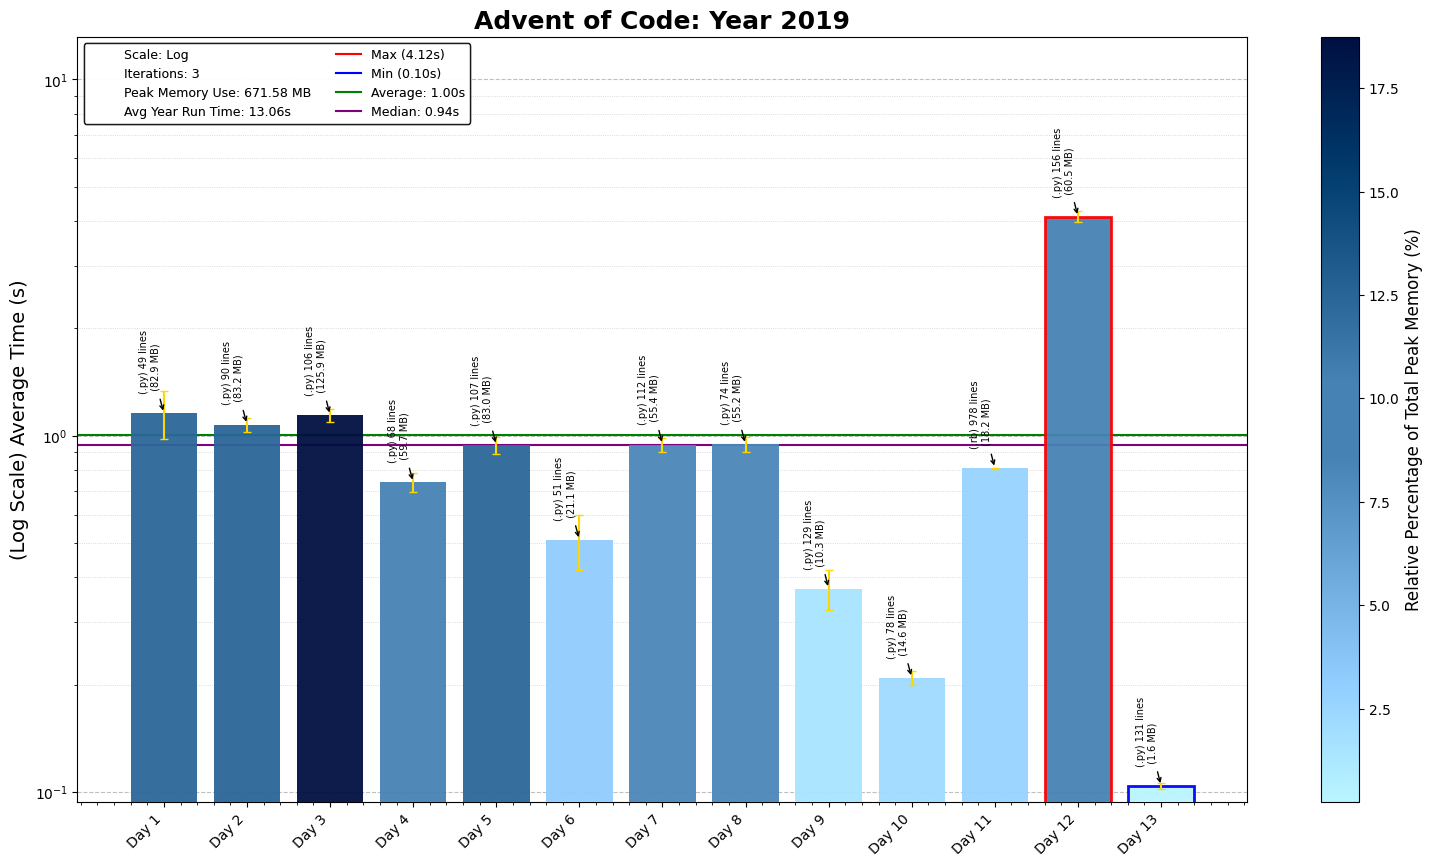 Advent of Code: Year 2019
Scale: Log
Iterations: 3
Peak Memory Use: 671.58 MB
Avg Year Run Time: 13.06s
Max (4.12s)
Min (0.10s)
Average: 1.00s
Median: 0.94s
(Log Scale) Average Time (s)
10¹
10⁰
10⁻¹
(.py) 49 lines
(82.9 MB)
(.py) 90 lines
(83.2 MB)
(.py) 106 lines
(125.9 MB)
(.py) 68 lines
(59.7 MB)
(.py) 107 lines
(83.0 MB)
(.py) 51 lines
(21.1 MB)
(.py) 112 lines
(55.4 MB)
(.py) 74 lines
(55.2 MB)
(.py) 129 lines
(10.3 MB)
(.py) 78 lines
(14.6 MB)
(.rb) 978 lines
(18.2 MB)
(.py) 156 lines
(60.5 MB)
(.py) 131 lines
(1.6 MB)
Day 1
Day 2
Day 3
Day 4
Day 5
Day 6
Day 7
Day 8
Day 9
Day 10
Day 11
Day 12
Day 13
17.5
15.0
12.5
10.0
7.5
5.0
2.5
Relative Percentage of Total Peak Memory (%)